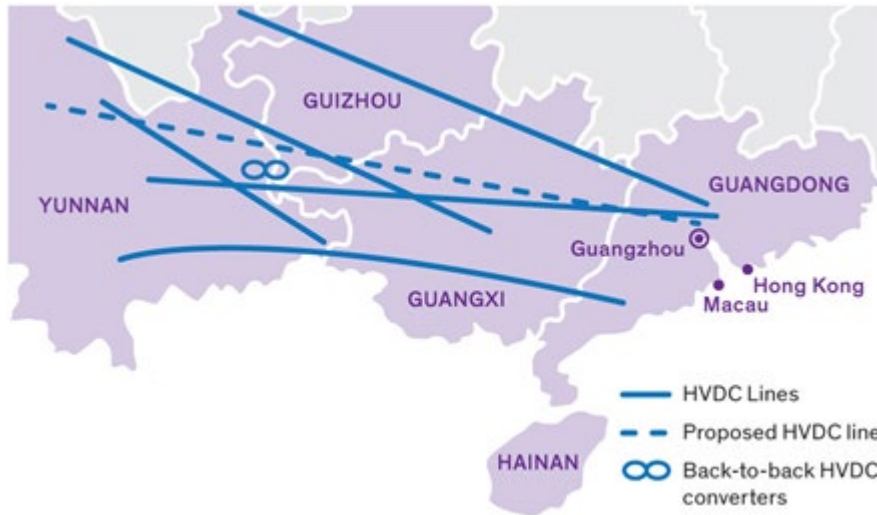 GUIZHOU
GUANGDONG
YUNNAN
Guangzhou
Hong Kong
Macau
GUANGXI
HVDC Lines
Proposed HVDC line
HAINAN
Back-to-back HVDC
converters